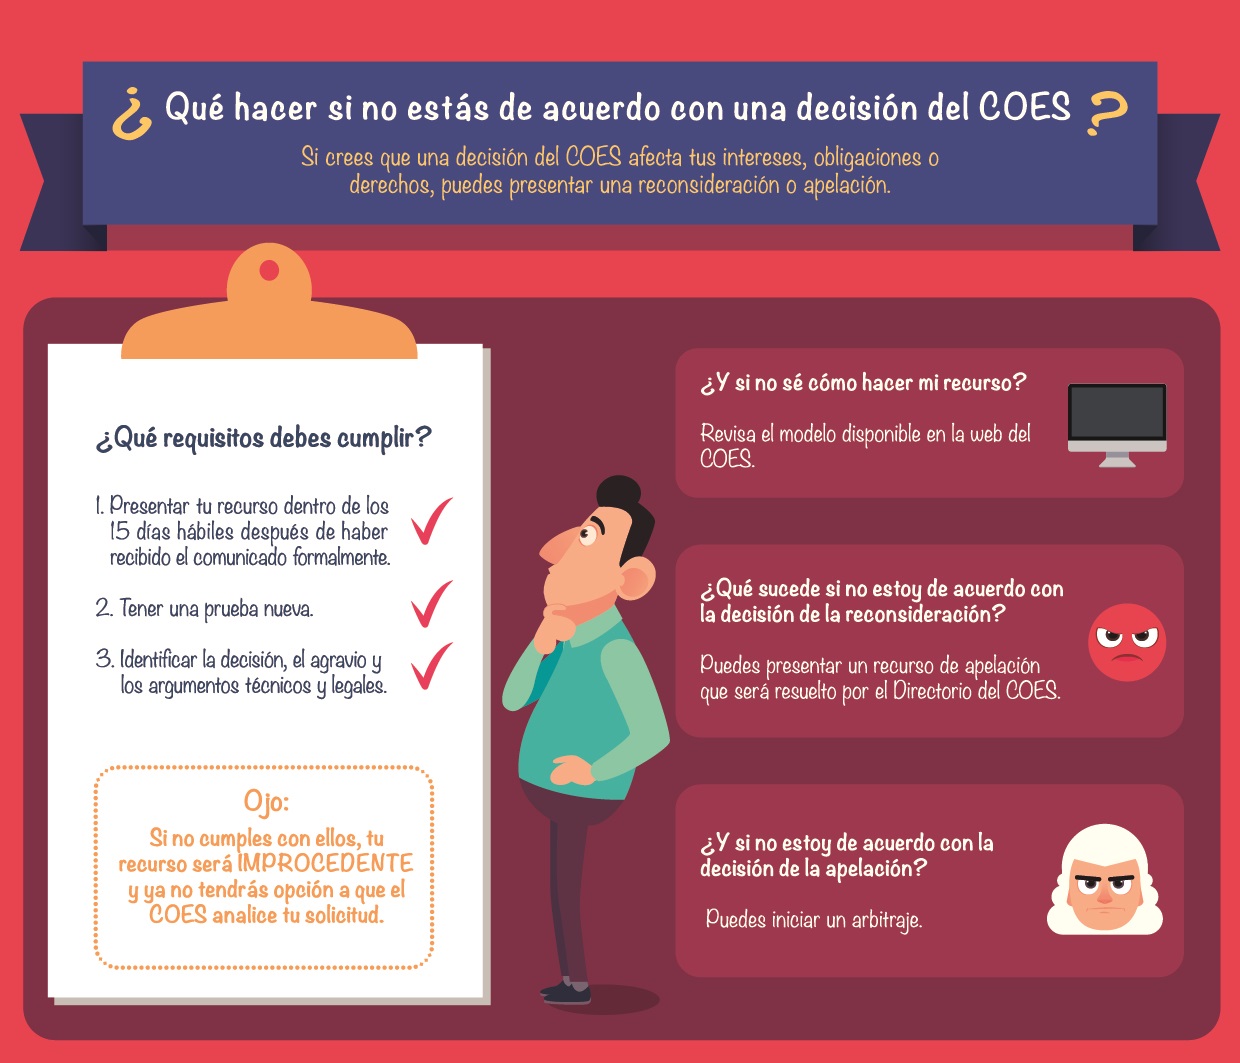 ¿Qué hacer si no estás de acuerdo con una decisión del COES?
Si crees que una decisión del COES afecta tus intereses, obligaciones o
derechos, puedes presentar una reconsideración o apelación.
¿Qué requisitos debes cumplir?
1. Presentar tu recurso dentro de los
15 días hábiles después de haber
recibido el comunicado formalmente.
2. Tener una prueba nueva.
3. Identificar la decisión, el agravio y
los argumentos técnicos y legales.
Ojo:
Si no cumples con ellos, tu
recurso será IMPROCEDENTE
y ya no tendrás opción a que el
COES analice tu solicitud.
¿Y si no sé cómo hacer mi recurso?
Revisa el modelo disponible en la web del
COES.
¿Qué sucede si no estoy de acuerdo con
la decisión de la reconsideración?
Puedes presentar un recurso de apelación
que será resuelto por el Directorio del COES.
¿Y si no estoy de acuerdo con la
decisión de la apelación?
Puedes iniciar un arbitraje.